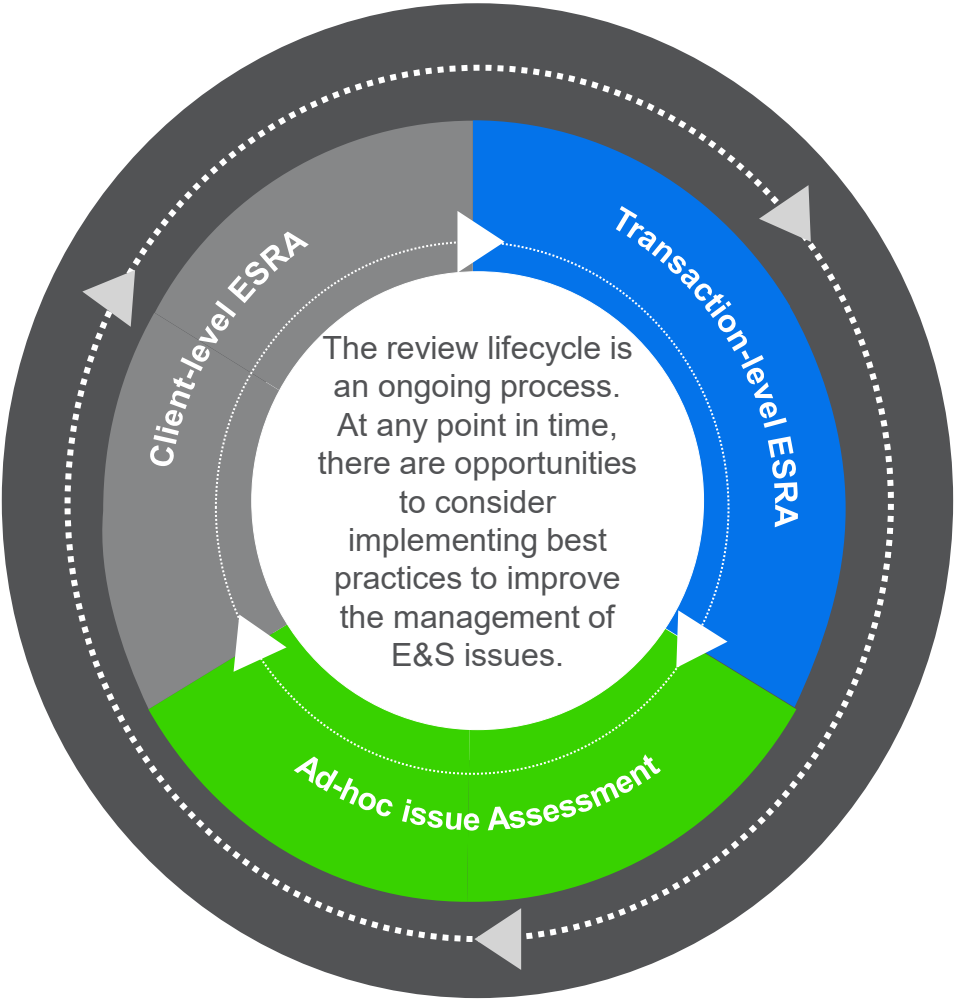 Client-level ESRA
Transaction-level ESRA
The review lifecycle is
an ongoing process.
At any point in time,
there are opportunities
to consider
implementing best
practices to improve
the management of
E&S issues.
Ad-hoc issue Assessment